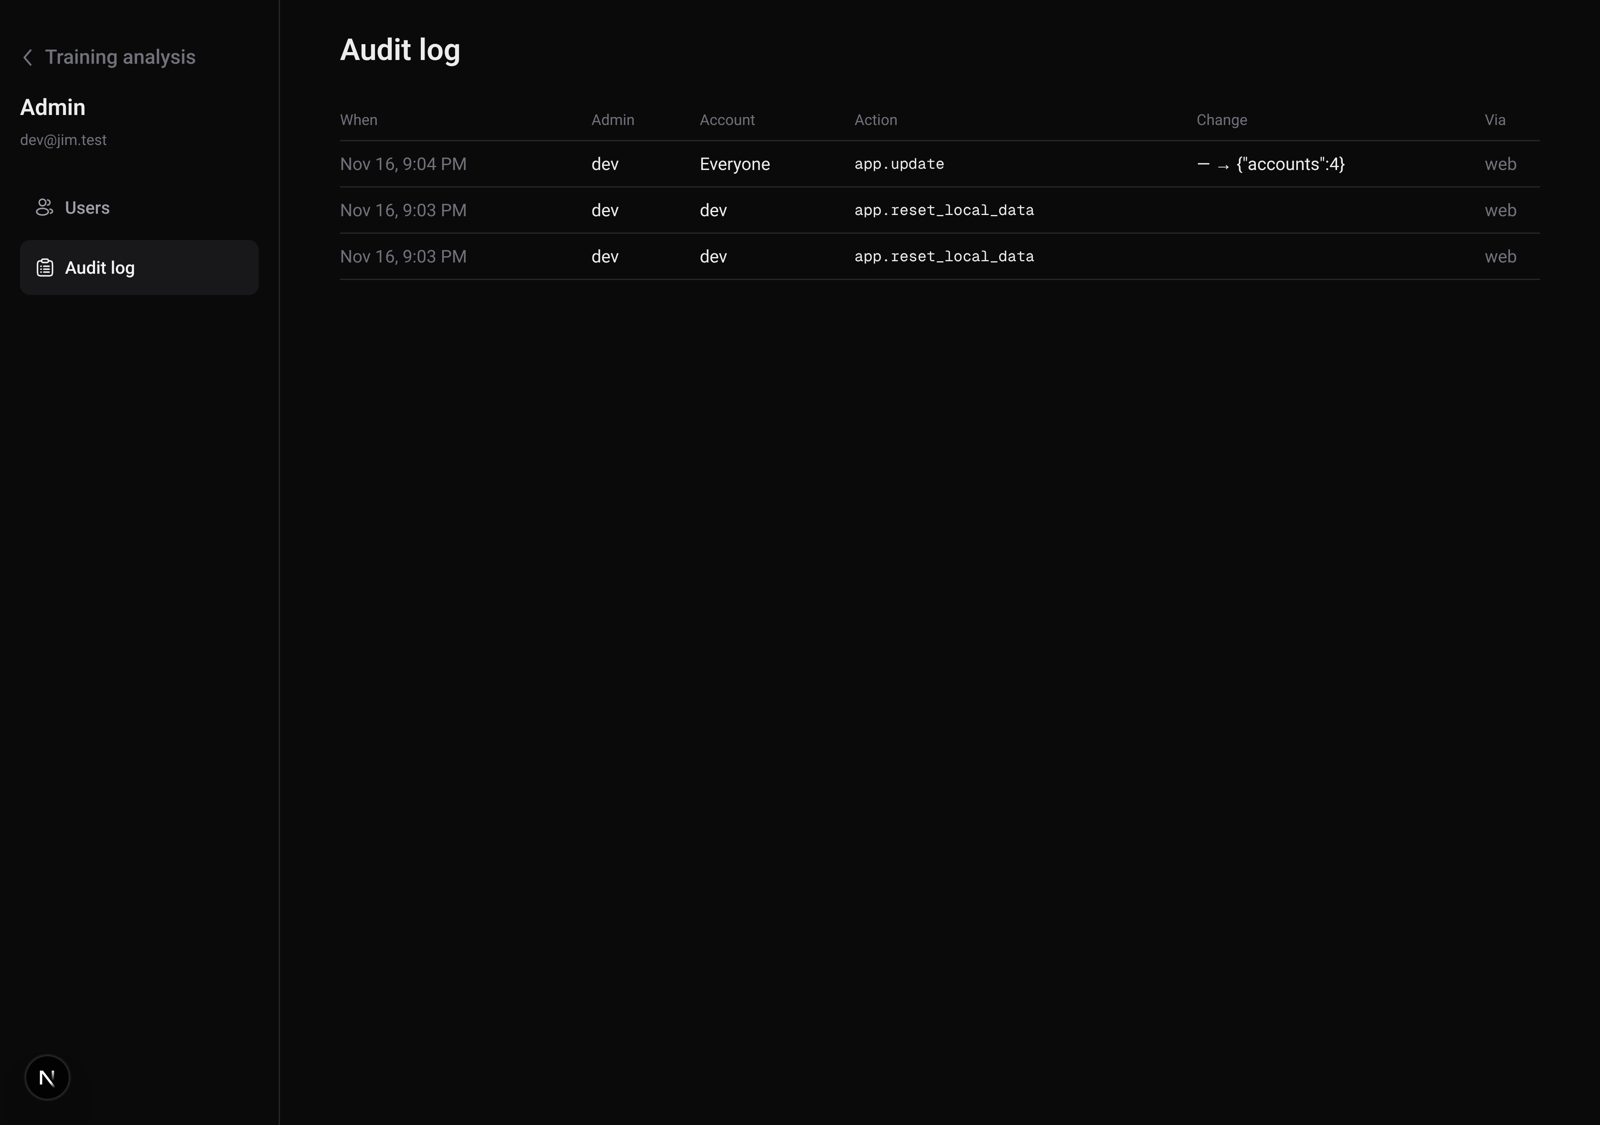 Training analysis
Admin
dev@jim.test
Users
Audit log
Audit log
When Admin Account Action Change Via
Nov 16, 9:04 PM dev Everyone app.update — → {"accounts":4} web
Nov 16, 9:03 PM dev dev app.reset_local_data web
Nov 16, 9:03 PM dev dev app.reset_local_data web
N